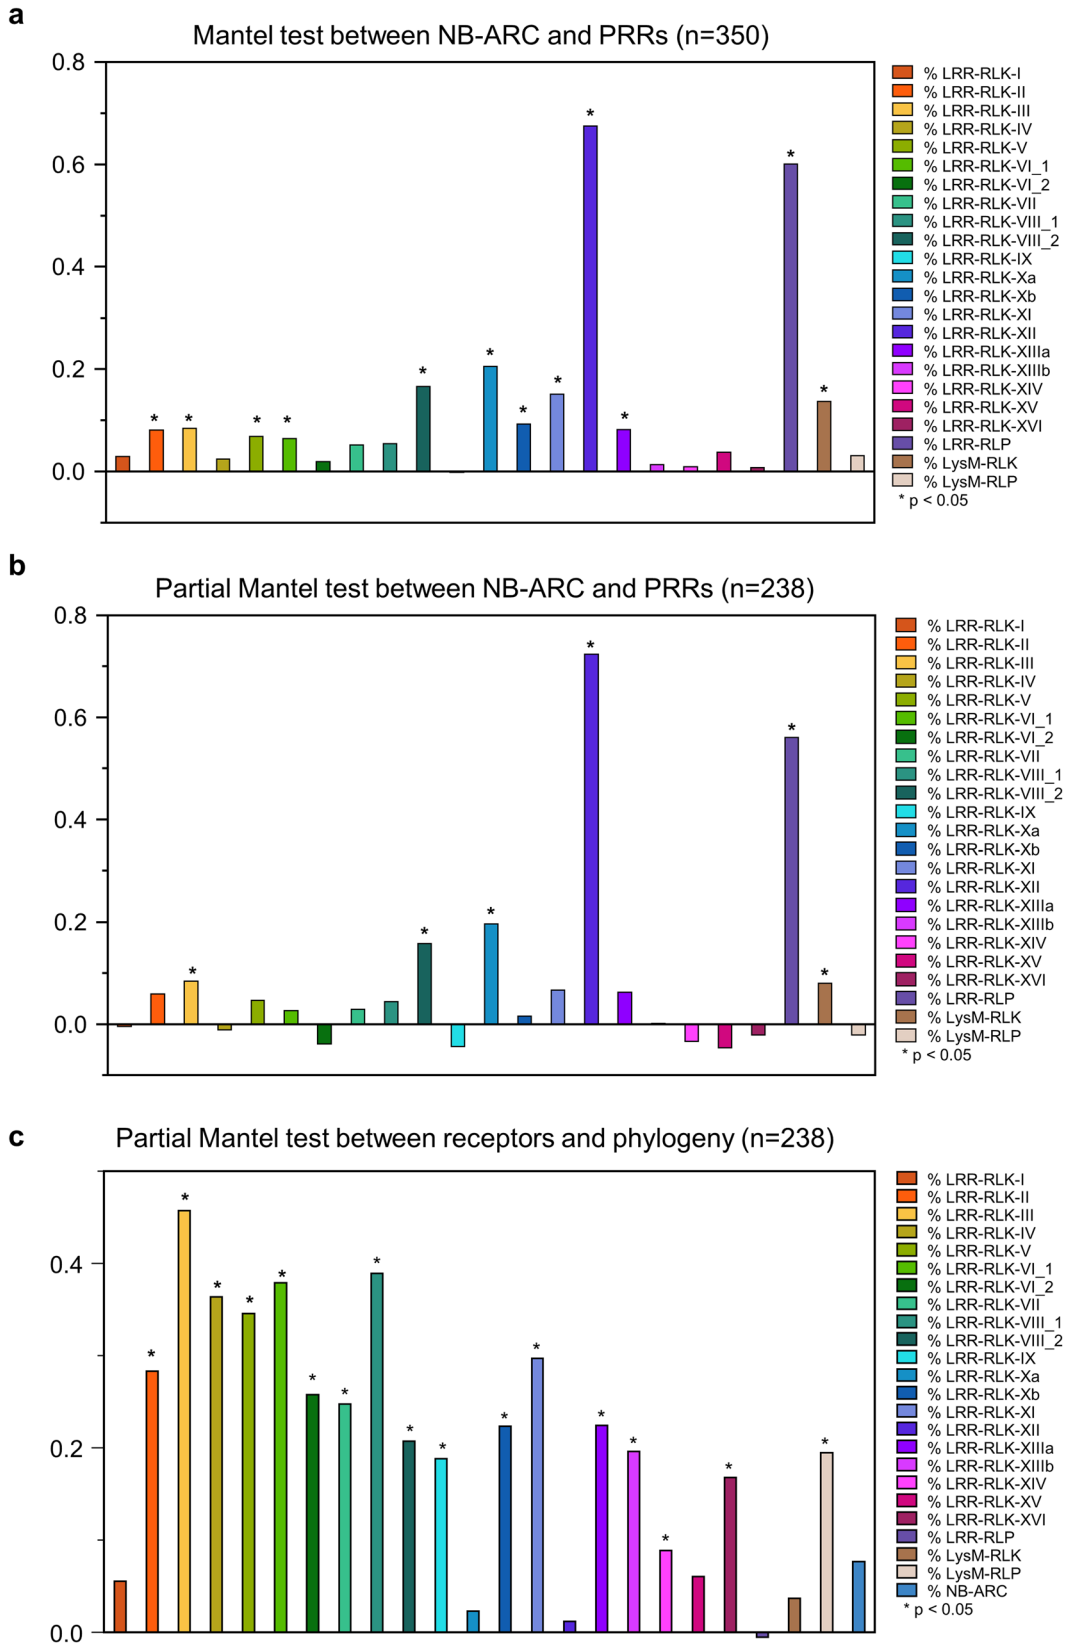 a
Mantel test between NB-ARC and PRRs (n=350)
0.8
0.6
0.4
0.2
0.0
* * * * * * * * * * * *
% LRR-RLK-I
% LRR-RLK-II
% LRR-RLK-III
% LRR-RLK-IV
% LRR-RLK-V
% LRR-RLK-VI_1
% LRR-RLK-VI_2
% LRR-RLK-VII
% LRR-RLK-VIII_1
% LRR-RLK-VIII_2
% LRR-RLK-IX
% LRR-RLK-Xa
% LRR-RLK-Xb
% LRR-RLK-XI
% LRR-RLK-XII
% LRR-RLK-XIIIa
% LRR-RLK-XIIIb
% LRR-RLK-XIV
% LRR-RLK-XV
% LRR-RLK-XVI
% LRR-RLP
% LysM-RLK
% LysM-RLP
* p < 0.05
b
Partial Mantel test between NB-ARC and PRRs (n=238)
0.8
0.6
0.4
0.2
0.0
* * * * * *
% LRR-RLK-I
% LRR-RLK-II
% LRR-RLK-III
% LRR-RLK-IV
% LRR-RLK-V
% LRR-RLK-VI_1
% LRR-RLK-VI_2
% LRR-RLK-VII
% LRR-RLK-VIII_1
% LRR-RLK-VIII_2
% LRR-RLK-IX
% LRR-RLK-Xa
% LRR-RLK-Xb
% LRR-RLK-XI
% LRR-RLK-XII
% LRR-RLK-XIIIa
% LRR-RLK-XIIIb
% LRR-RLK-XIV
% LRR-RLK-XV
% LRR-RLK-XVI
% LRR-RLP
% LysM-RLK
% LysM-RLP
* p < 0.05
c
Partial Mantel test between receptors and phylogeny (n=238)
0.4
0.2
0.0
* * * * * * * * * * * * * * * * *
% LRR-RLK-I
% LRR-RLK-II
% LRR-RLK-III
% LRR-RLK-IV
% LRR-RLK-V
% LRR-RLK-VI_1
% LRR-RLK-VI_2
% LRR-RLK-VII
% LRR-RLK-VIII_1
% LRR-RLK-VIII_2
% LRR-RLK-IX
% LRR-RLK-Xa
% LRR-RLK-Xb
% LRR-RLK-XI
% LRR-RLK-XII
% LRR-RLK-XIIIa
% LRR-RLK-XIIIb
% LRR-RLK-XIV
% LRR-RLK-XV
% LRR-RLK-XVI
% LRR-RLP
% LysM-RLK
% LysM-RLP
% NB-ARC
* p < 0.05